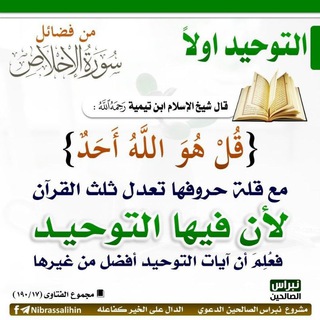 التوحيد اولاً
من فضائل
سورة الإخلاص
قال شيخ الإسلام ابن تيمية رحمه الله :
{قُلْ هُوَ اللَّهُ أَحَدٌ}
مع قلة حروفها تعدل ثلث القرآن
لأن فيها التوحيد
فعُلِمَ أن آيات التوحيد أفضل من غيرها
مجموع الفتاوى (١٩٠/١٧)
نبراس
الصالحين
مشروع نبراس الصالحين الدعوي
الدال على الخير كفاعله
Nibrassalihin